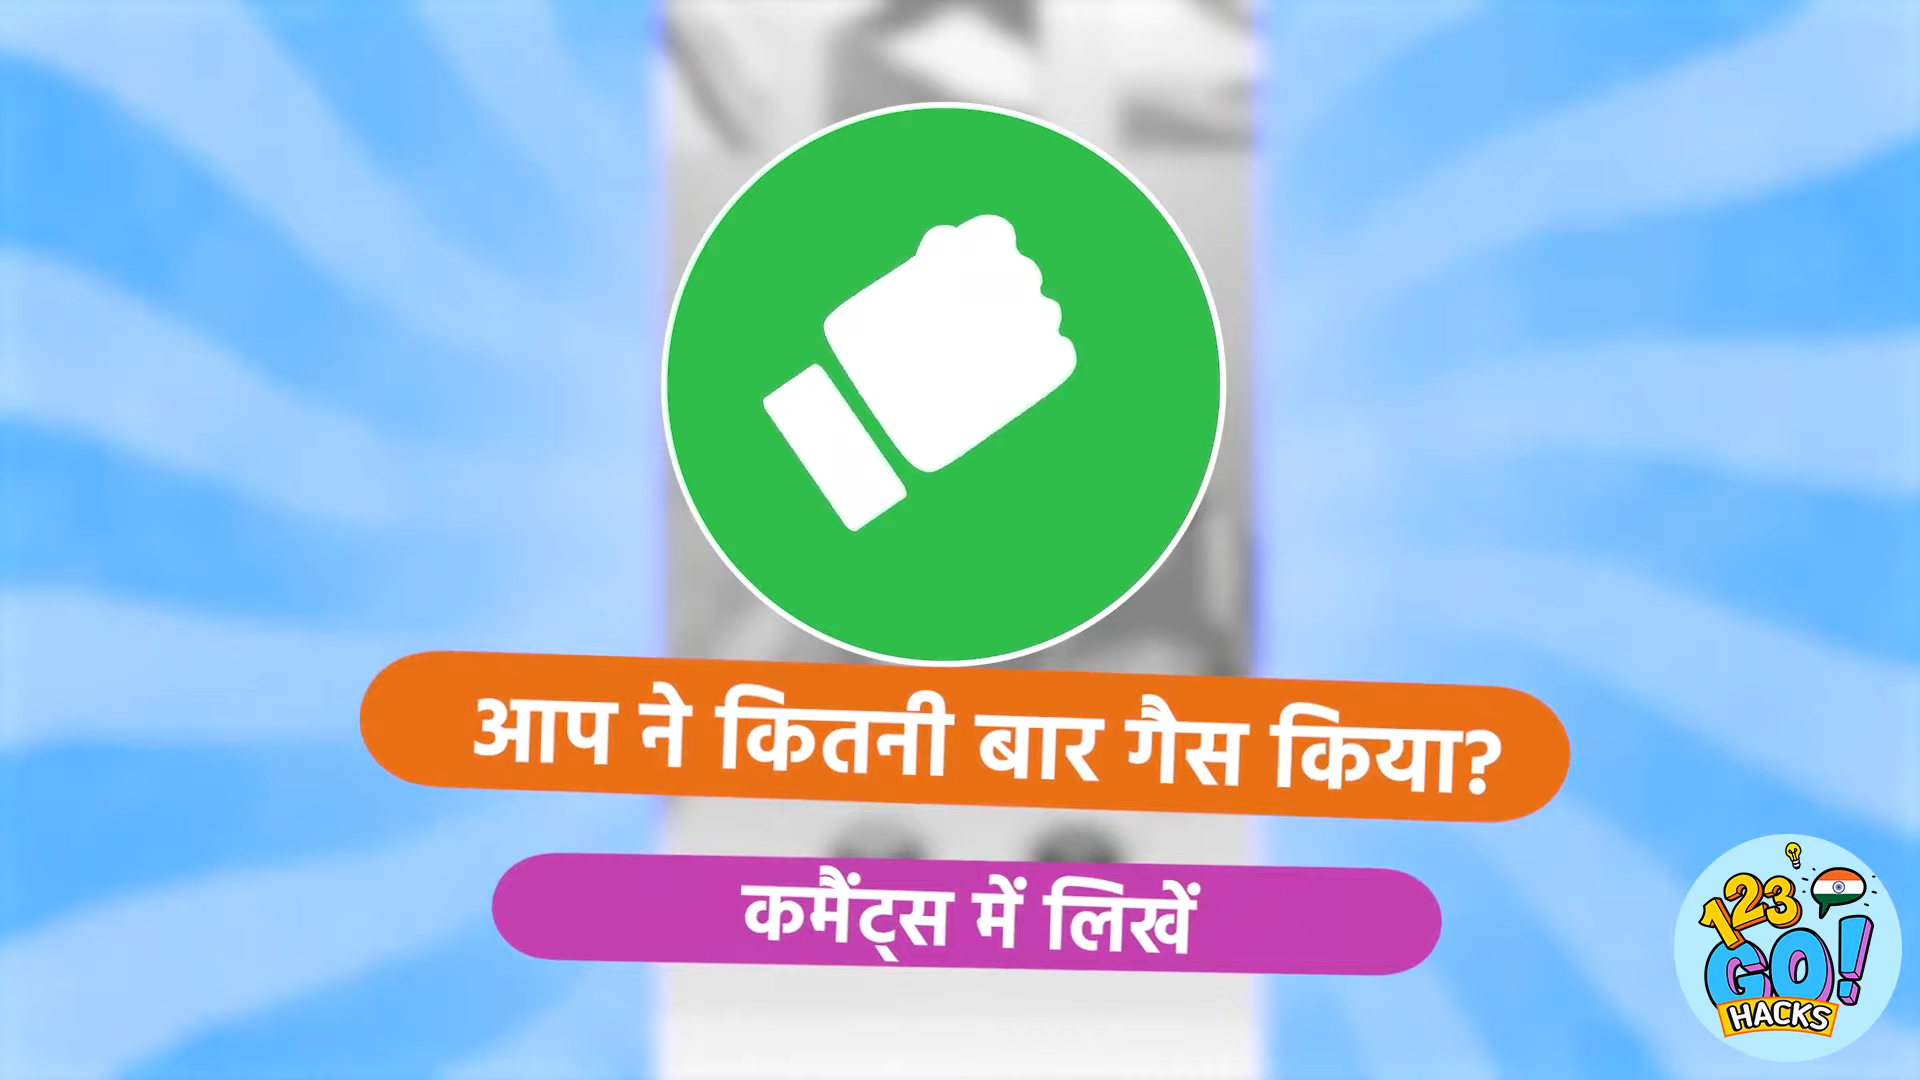 आप ने कितनी बार गैस किया?
कमैंट्स में लिखें
123
GO!
HACKS